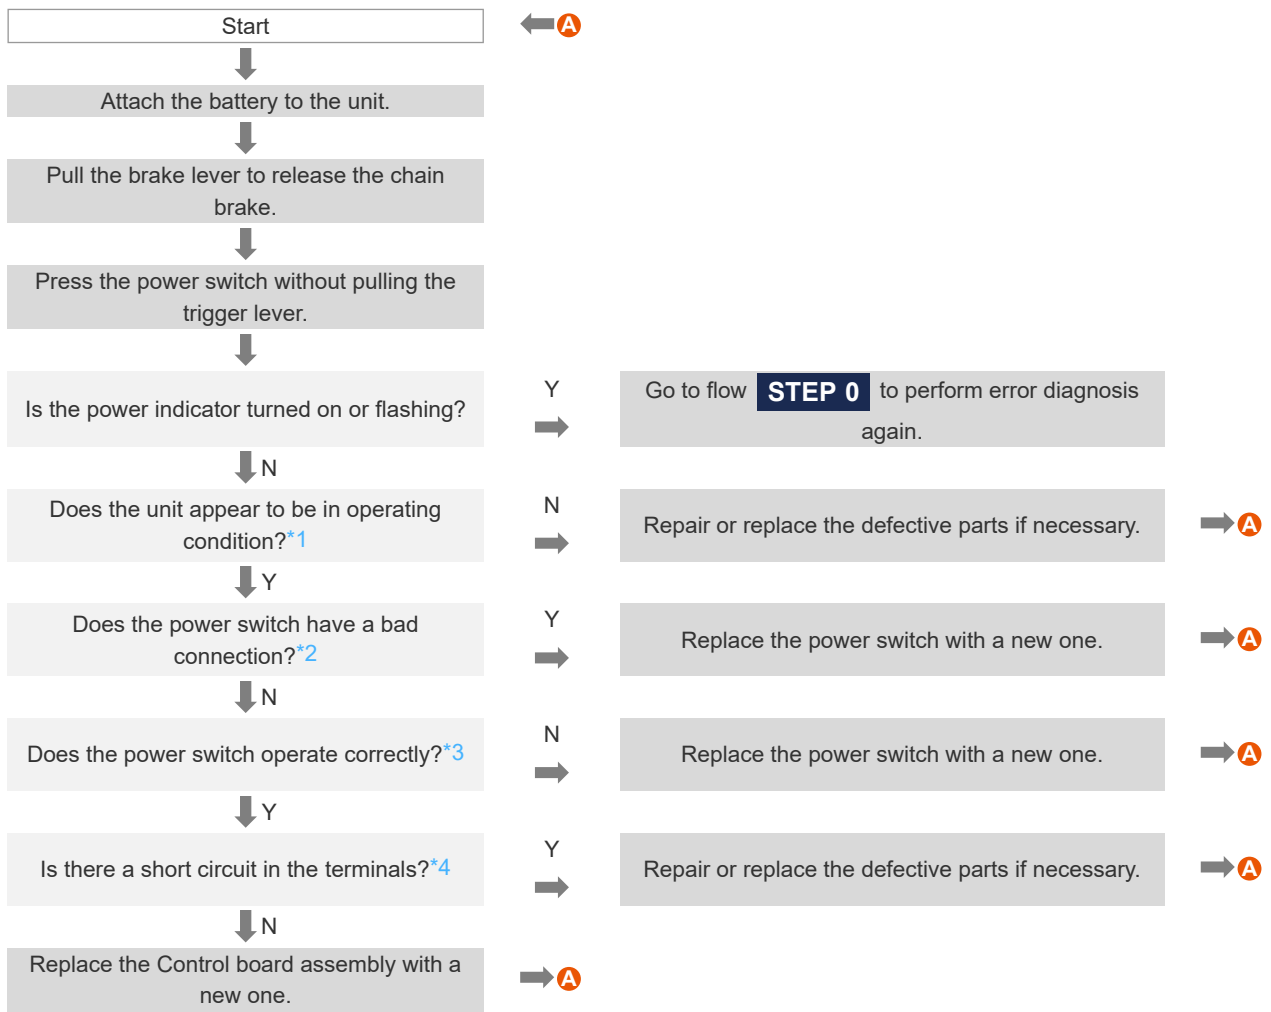 Start
A
Attach the battery to the unit.
Pull the brake lever to release the chain
brake.
Press the power switch without pulling the
trigger lever.
Is the power indicator turned on or flashing?
Y
Go to flow STEP 0 to perform error diagnosis
again.
N
Does the unit appear to be in operating
condition?*1
N
Repair or replace the defective parts if necessary.
A
Y
Does the power switch have a bad
connection?*2
Y
Replace the power switch with a new one.
A
N
Does the power switch operate correctly?*3
N
Replace the power switch with a new one.
A
Y
Is there a short circuit in the terminals?*4
Y
Repair or replace the defective parts if necessary.
A
N
Replace the Control board assembly with a
new one.
A